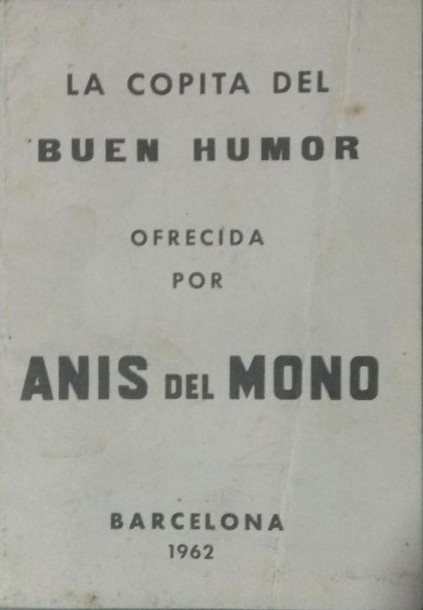 LA COPITA DEL
BUEN HUMOR
OFRECIDA
POR
ANIS DEL MONO
BARCELONA
1962